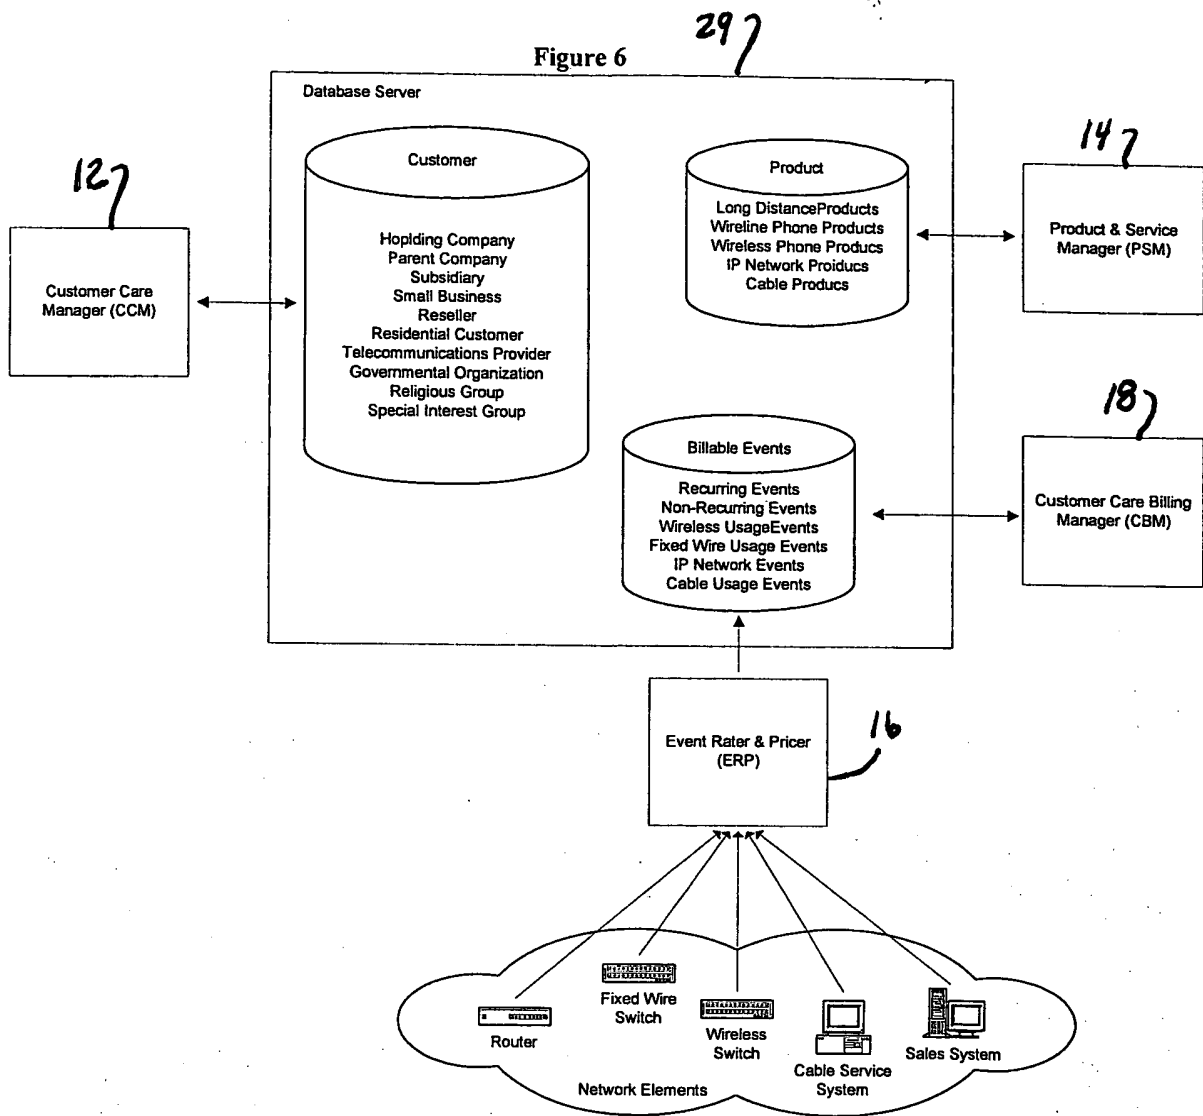 29
Figure 6
Database Server
12
Customer Care
Manager (CCM)
Customer
Hoplding Company
Parent Company
Subsidiary
Small Business
Reseller
Residential Customer
Telecommunications Provider
Governmental Organization
Religious Group
Special Interest Group
Product
Long DistanceProducts
Wireline Phone Products
Wireless Phone Producs
IP Network Proiducs
Cable Producs
14
Product & Service
Manager (PSM)
Billable Events
Recurring Events
Non-Recurring Events
Wireless UsageEvents
Fixed Wire Usage Events
IP Network Events
Cable Usage Events
18
Customer Care Billing
Manager (CBM)
Event Rater & Pricer
(ERP)
16
Router
Fixed Wire
Switch
Wireless
Switch
Cable Service
System
Sales System
Network Elements